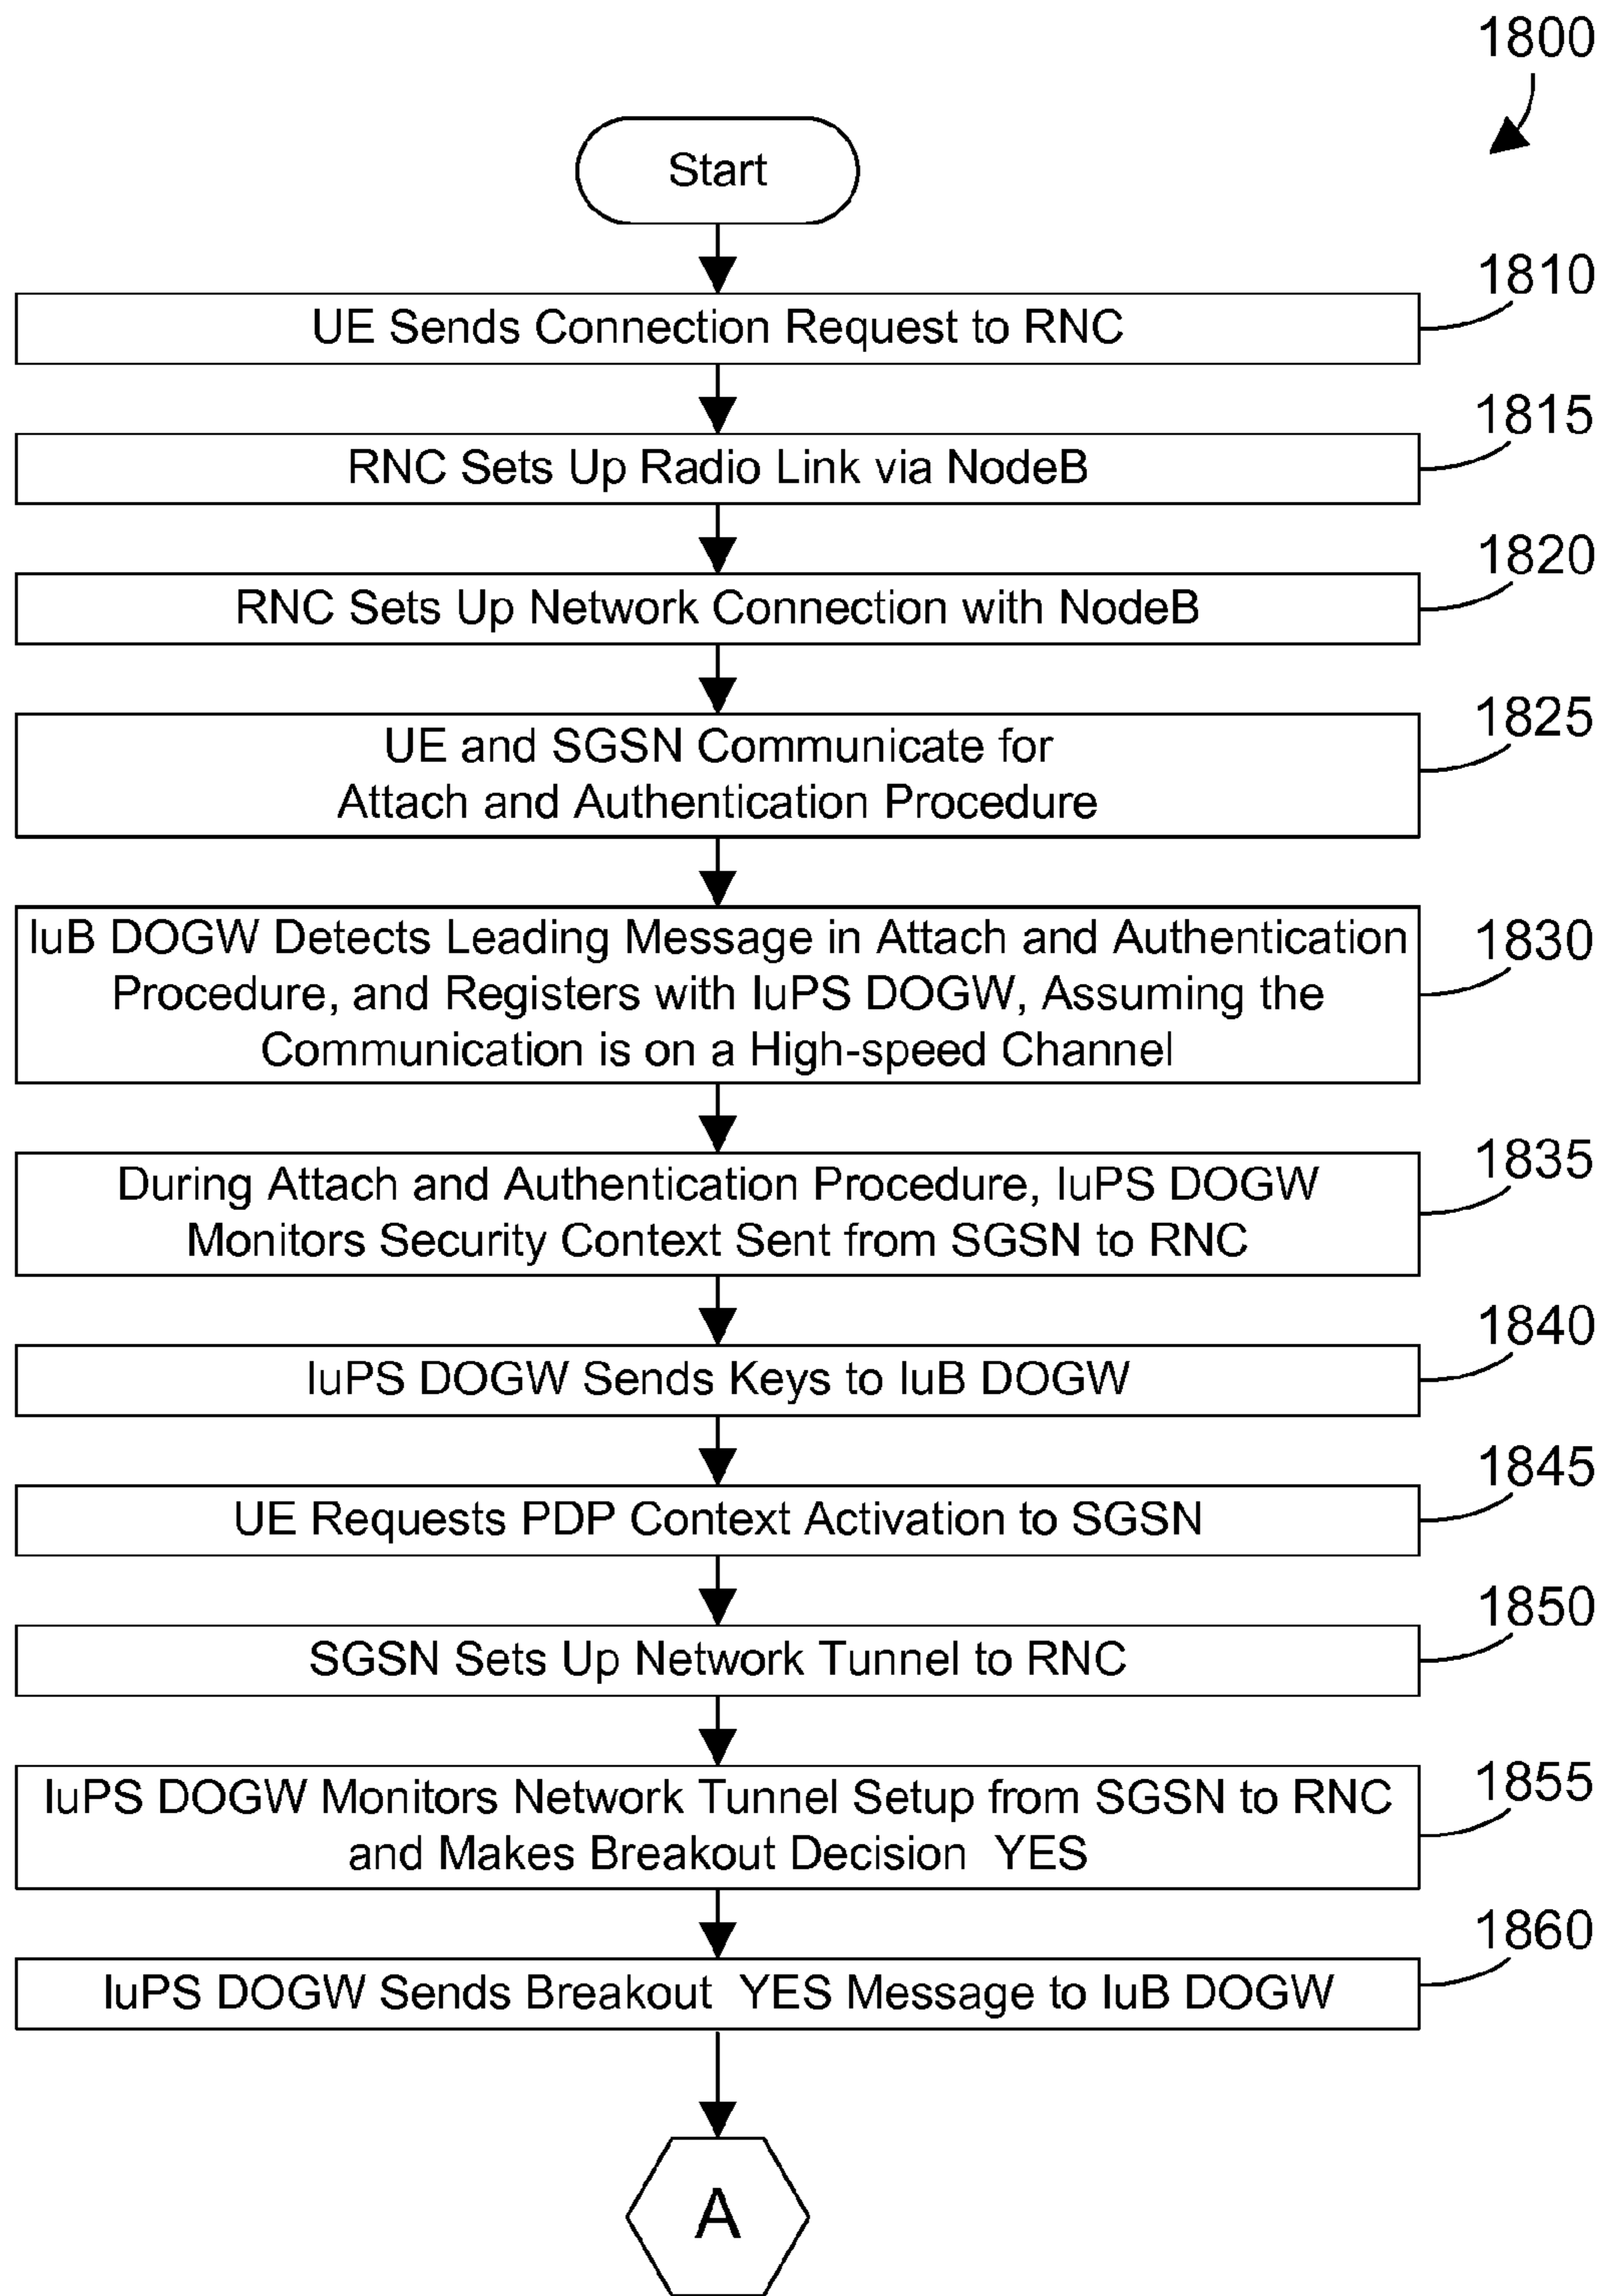 1800
Start
1810
UE Sends Connection Request to RNC
1815
RNC Sets Up Radio Link via NodeB
1820
RNC Sets Up Network Connection with NodeB
1825
UE and SGSN Communicate for
Attach and Authentication Procedure
1830
IuB DOGW Detects Leading Message in Attach and Authentication
Procedure, and Registers with IuPS DOGW, Assuming the
Communication is on a High-speed Channel
1835
During Attach and Authentication Procedure, IuPS DOGW
Monitors Security Context Sent from SGSN to RNC
1840
IuPS DOGW Sends Keys to IuB DOGW
1845
UE Requests PDP Context Activation to SGSN
1850
SGSN Sets Up Network Tunnel to RNC
1855
IuPS DOGW Monitors Network Tunnel Setup from SGSN to RNC
and Makes Breakout Decision YES
1860
IuPS DOGW Sends Breakout YES Message to IuB DOGW
A